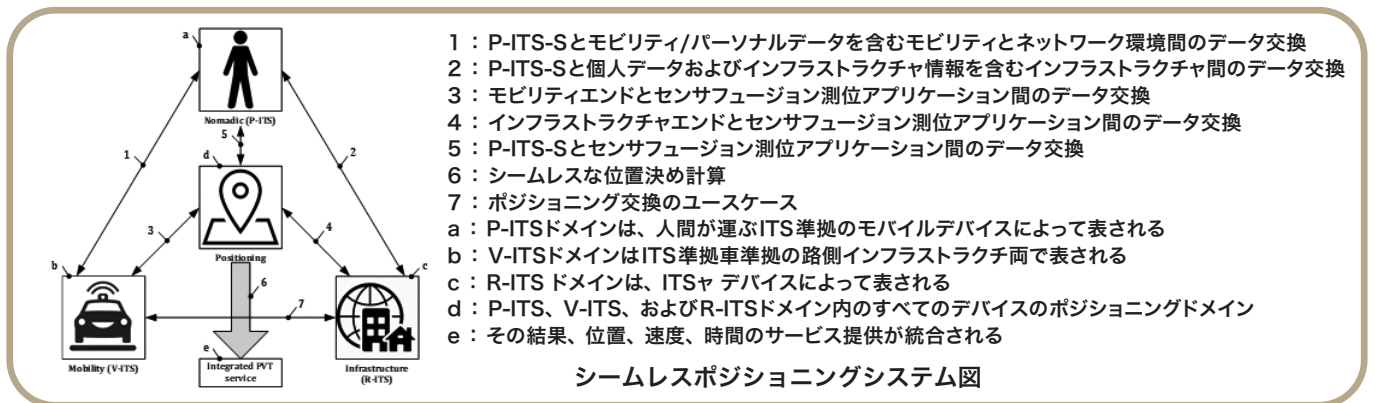 a
Nomadic (P-ITS)
5
1
d
2
3
4
Positioning
b
c
6
7
e
Mobility (V-ITS)
Integrated PVT
service
Infrastructure
(R-ITS)
1：P-ITS-Sとモビリティ/パーソナルデータを含むモビリティとネットワーク環境間のデータ交換
2：P-ITS-Sと個人データおよびインフラストラクチャ情報を含むインフラストラクチャ間のデータ交換
3：モビリティエンドとセンサフュージョン測位アプリケーション間のデータ交換
4：インフラストラクチャエンドとセンサフュージョン測位アプリケーション間のデータ交換
5：P-ITS-Sとセンサフュージョン測位アプリケーション間のデータ交換
6：シームレスな位置決め計算
7：ポジショニング交換のユースケース
a：P-ITSドメインは、人間が運ぶITS準拠のモバイルデバイスによって表される
b：V-ITSドメインはITS準拠車準拠の路側インフラストラクチ両で表される
c：R-ITS ドメインは、ITSャ デバイスによって表される
d：P-ITS、V-ITS、およびR-ITSドメイン内のすべてのデバイスのポジショニングドメイン
e：その結果、位置、速度、時間のサービス提供が統合される
シームレスポジショニングシステム図